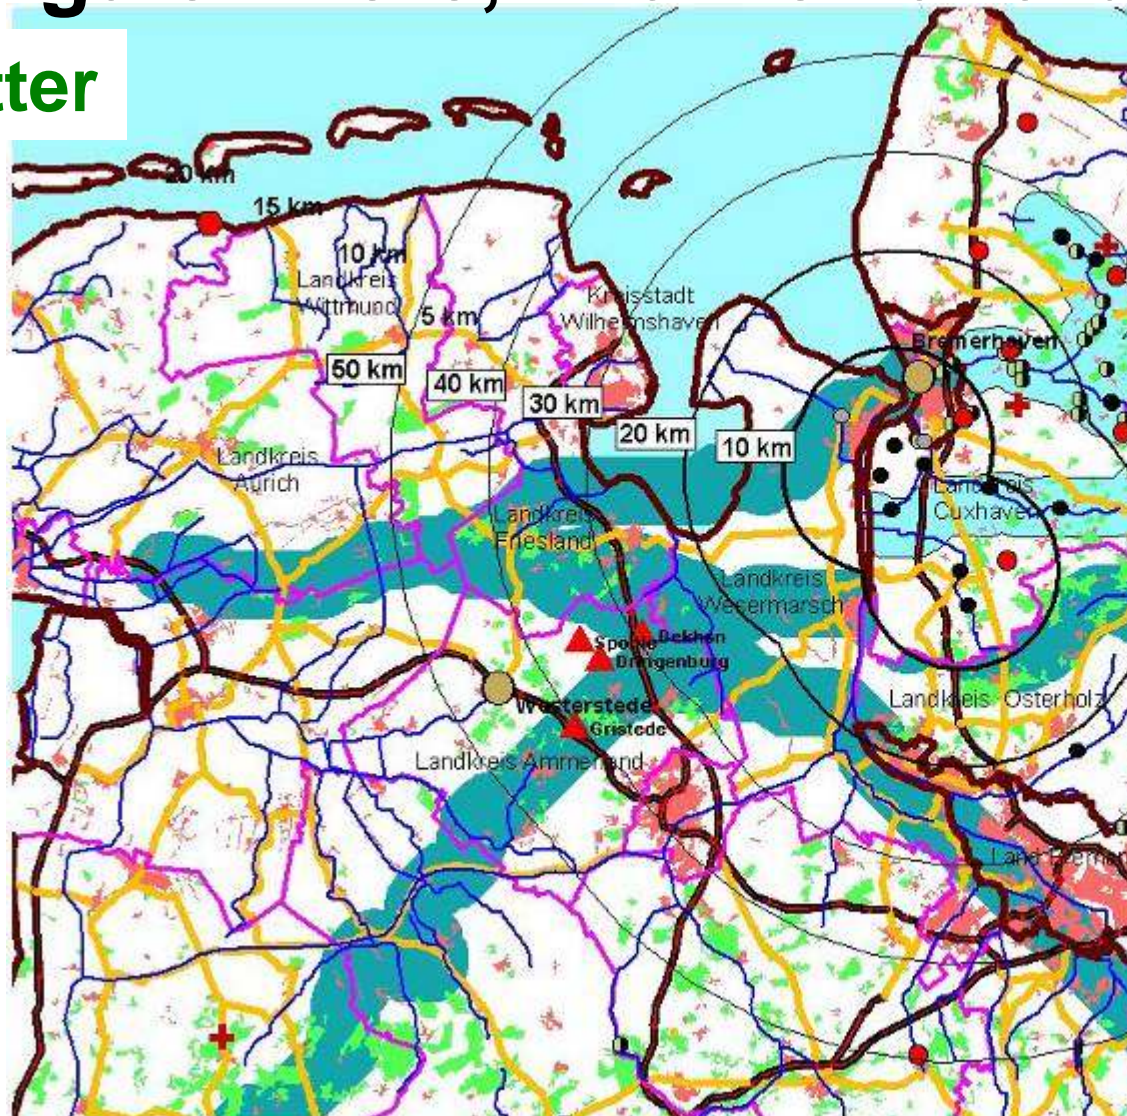 tter
20 km
15 km
10 km
Landkreis
Wittmund
5 km
Kreisstadt
Wilhelmshaven
Bremerhaven
50 km
40 km
30 km
20 km
10 km
Landkreis
Aurich
Landkreis
Cuxhaven
Landkreis
Friesland
Landkreis
Wesermarsch
Spohle
Dekhsn
Dringenburg
Westerstede
Gristede
Landkreis Osterholz
Landkreis Ammerland
Land Bremen